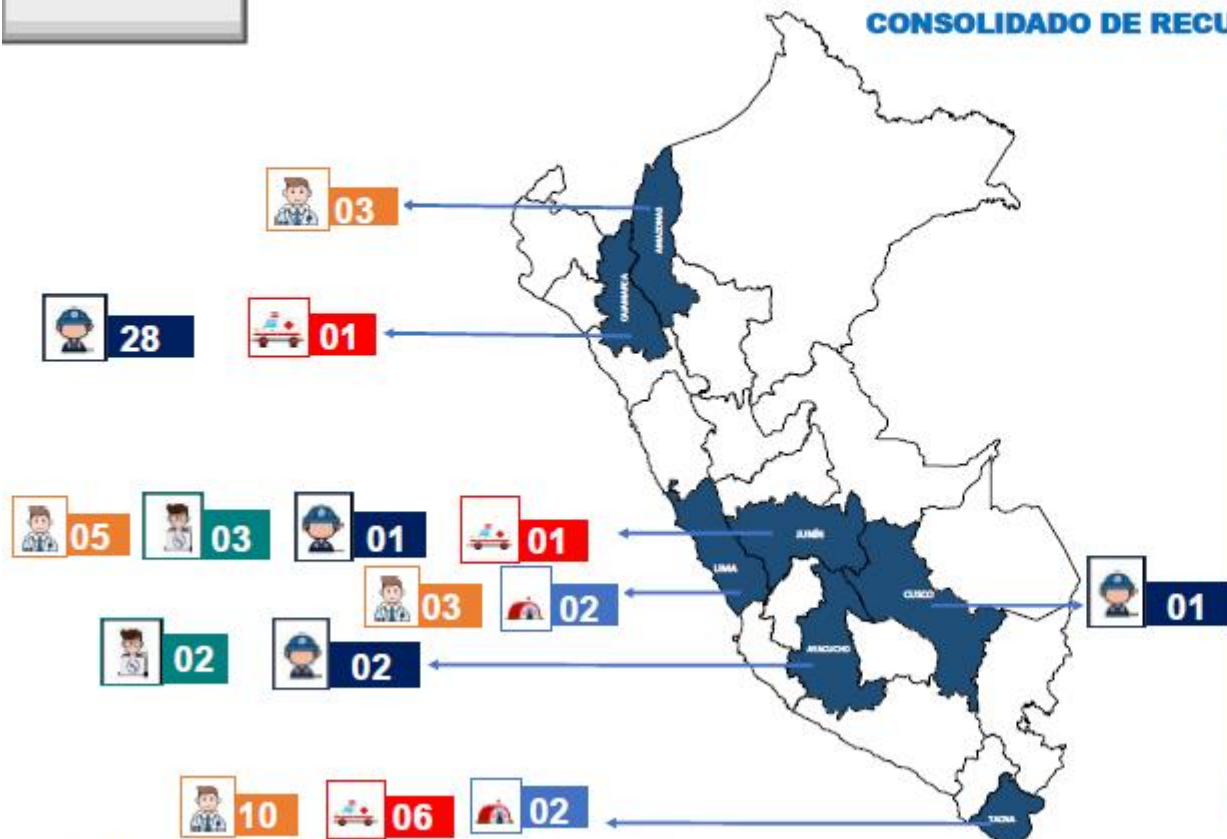 CONSOLIDADO DE RECU
03
AMAZONAS
28 01
CAJAMARCA
05 03 01 01
JUNÍN
LIMA
03 02
CUSCO
01
02 02
AYACUCHO
10 06 02
TACNA